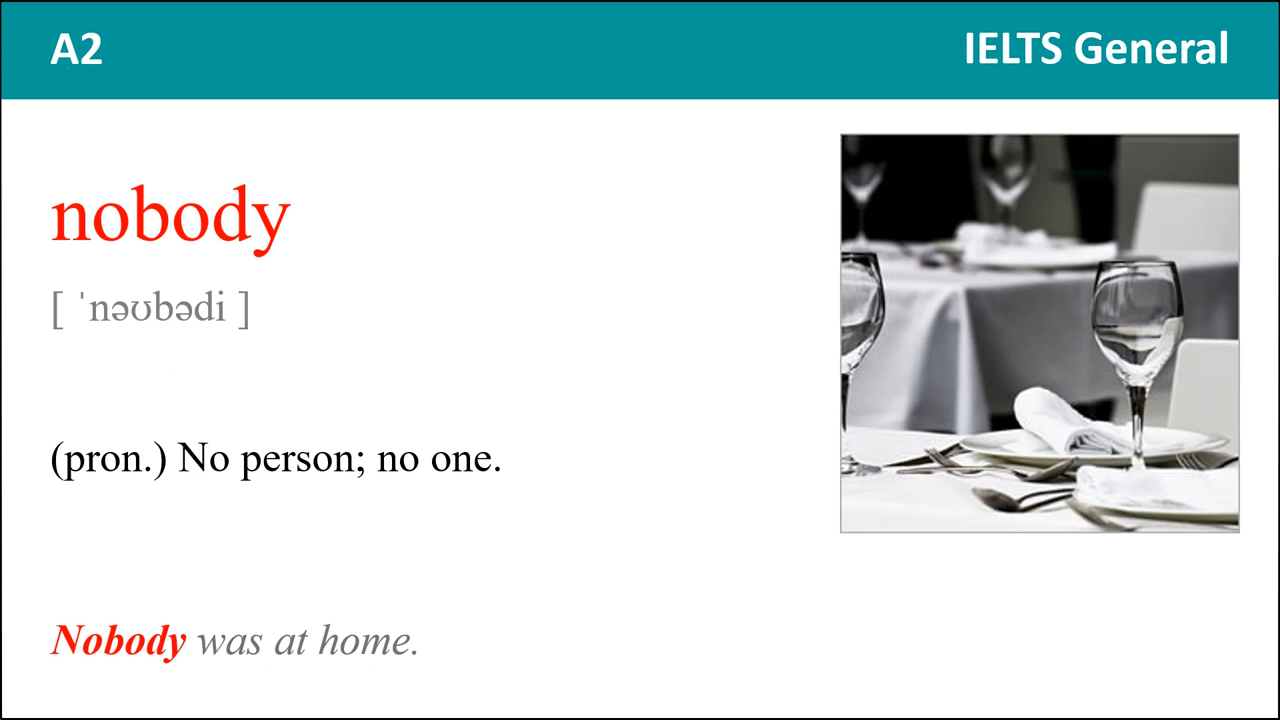 A2
IELTS General
nobody
[ ˈnəʊbədi ]
(pron.) No person; no one.
Nobody was at home.